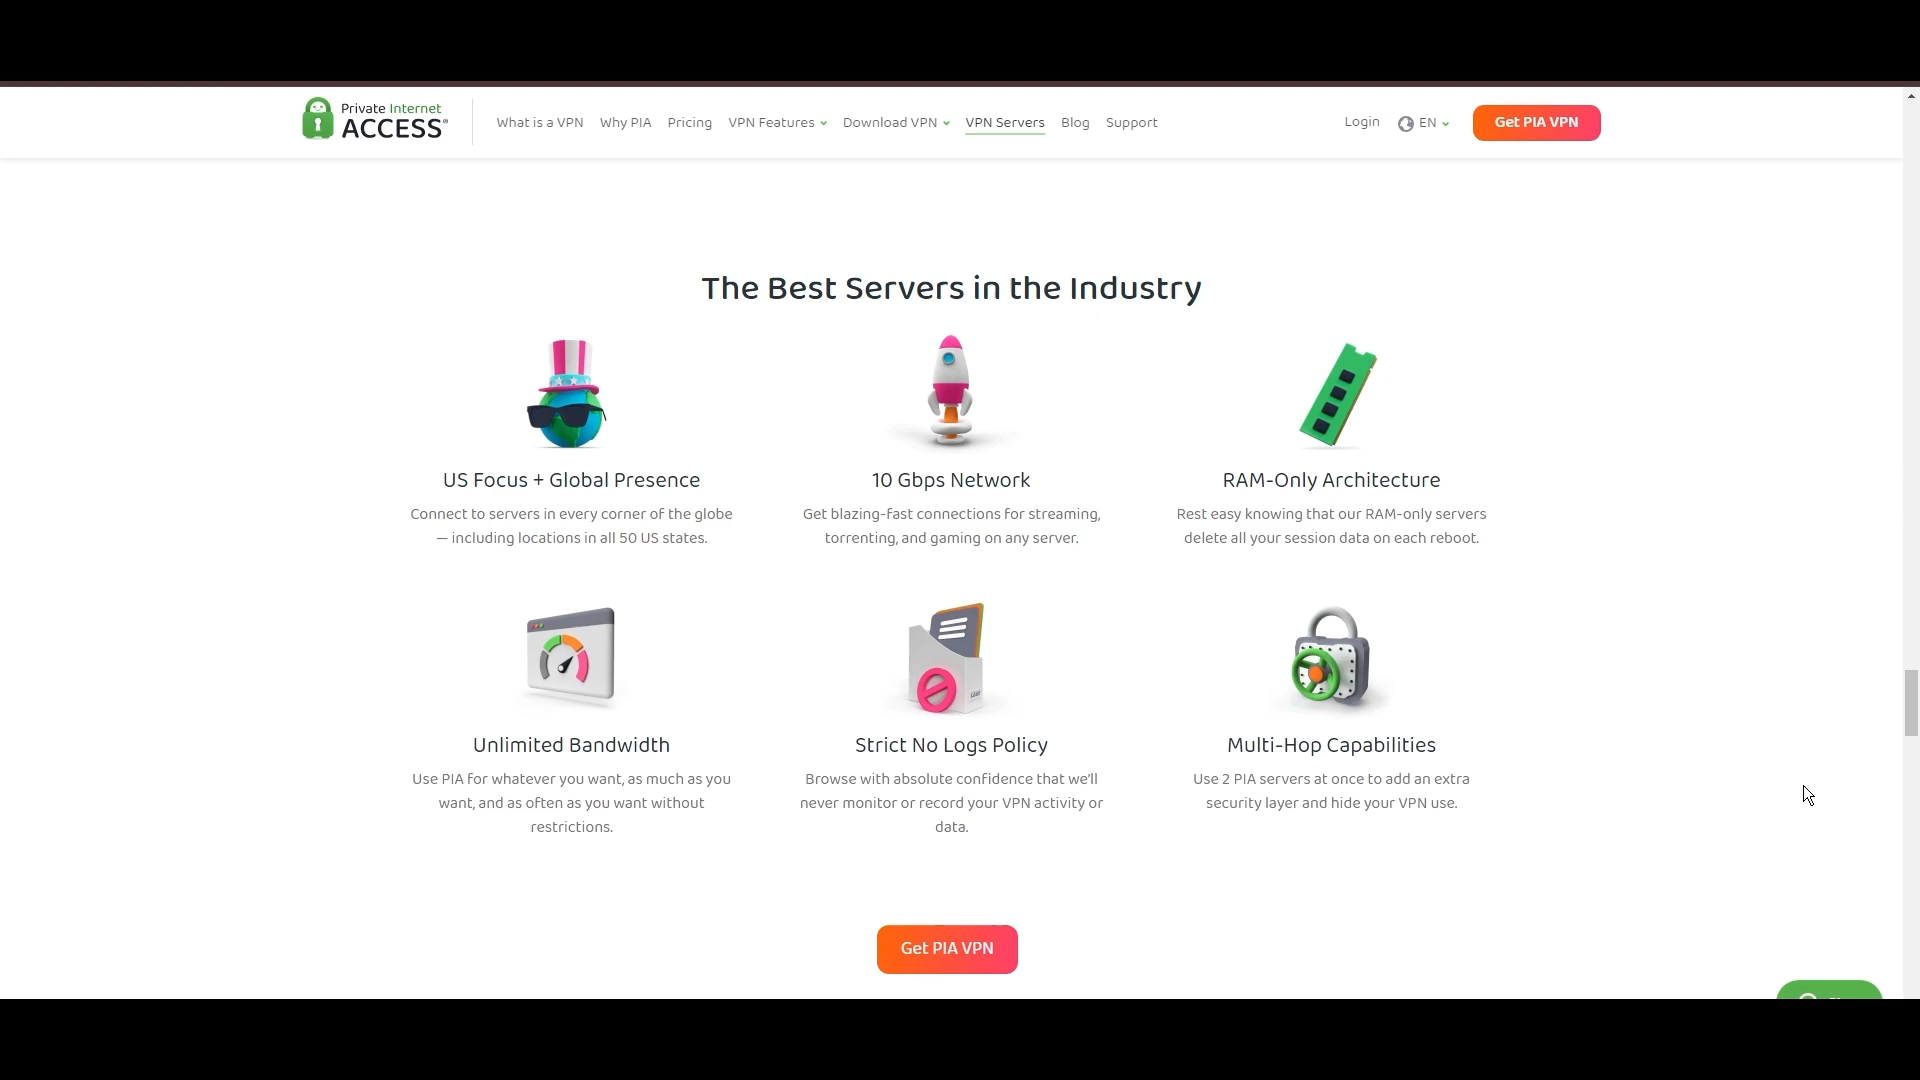 Private Internet
ACCESS®
What is a VPN
Why PIA
Pricing
VPN Features
Download VPN
VPN Servers
Blog
Support
Login
EN
Get PIA VPN
The Best Servers in the Industry
US Focus + Global Presence
Connect to servers in every corner of the globe
— including locations in all 50 US states.
10 Gbps Network
Get blazing-fast connections for streaming,
torrenting, and gaming on any server.
RAM-Only Architecture
Rest easy knowing that our RAM-only servers
delete all your session data on each reboot.
Unlimited Bandwidth
Use PIA for whatever you want, as much as you
want, and as often as you want without
restrictions.
Strict No Logs Policy
Browse with absolute confidence that we'll
never monitor or record your VPN activity or
data.
Multi-Hop Capabilities
Use 2 PIA servers at once to add an extra
security layer and hide your VPN use.
Get PIA VPN